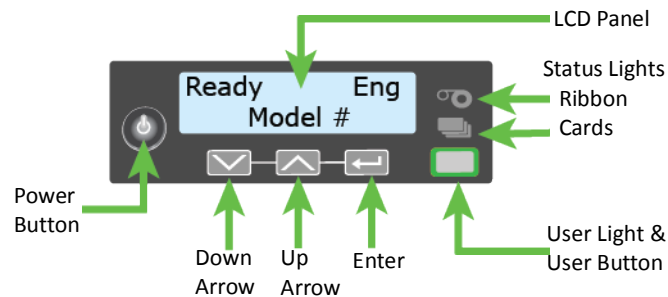 LCD Panel
Status Lights
Ribbon
Cards
Ready Eng
Model #
Power
Button
Down
Arrow
Up
Arrow
Enter
User Light &
User Button